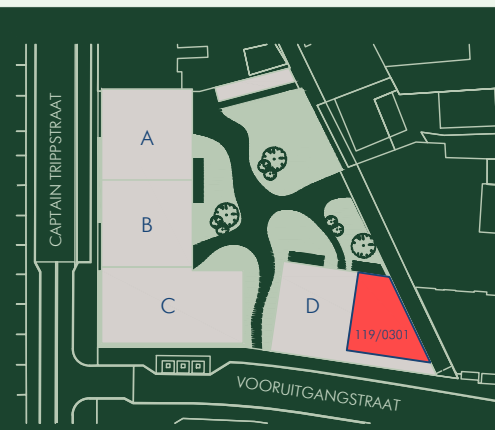 CAPTAIN TRIPPSTRAAT
A
B
C
D
119/0301
VOORUITGANGSTRAAT